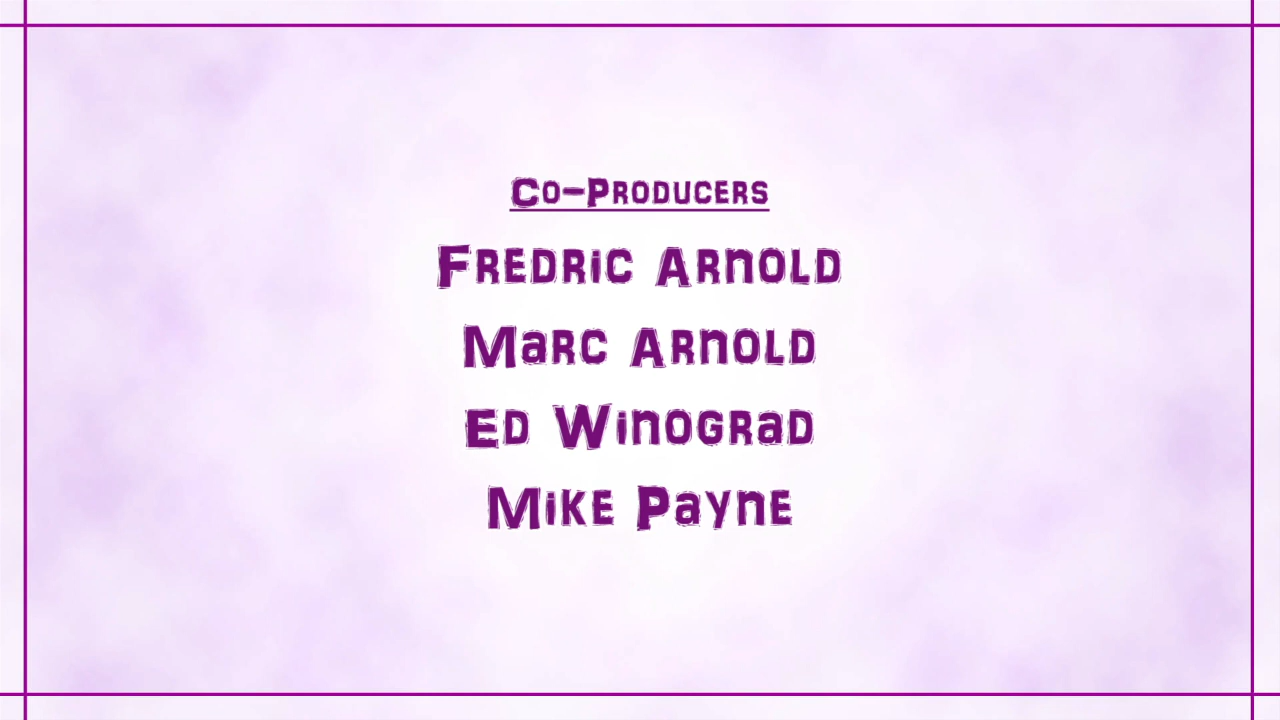 Co-Producers
Fredric Arnold
Marc Arnold
Ed Winograd
Mike Payne